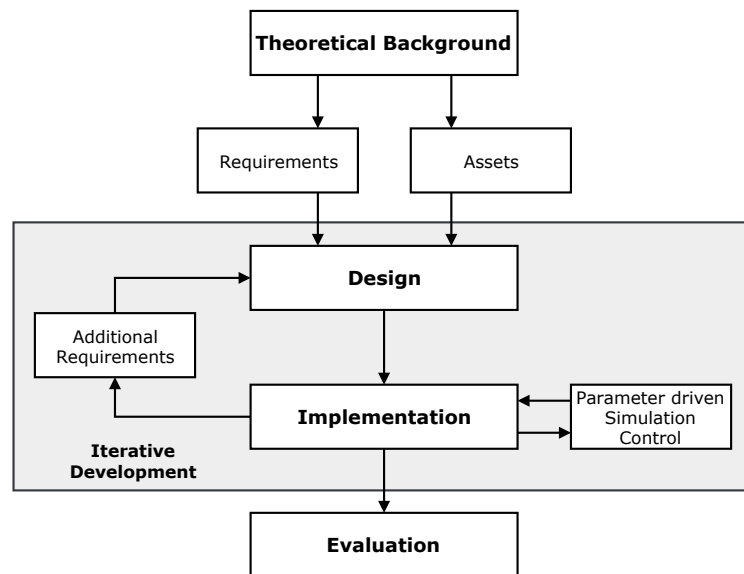 Theoretical Background
Requirements
Assets
Design
Additional
Requirements
Implementation
Parameter driven
Simulation
Control
Iterative
Development
Evaluation